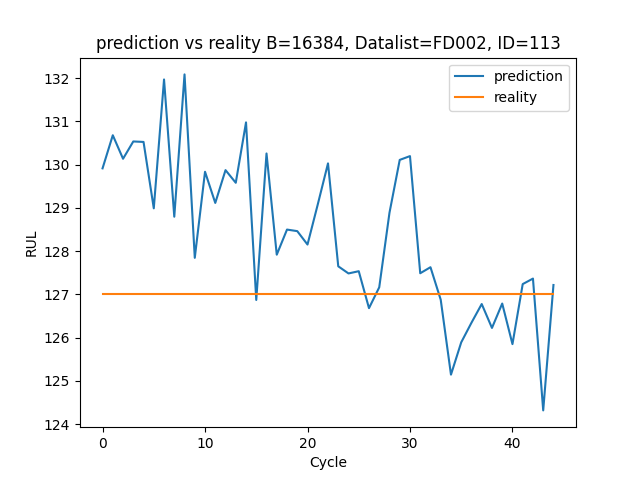 prediction vs reality B=16384, Datalist=FD002, ID=113
prediction
reality
132
131
130
129
128
127
126
125
124
RUL
0
10
20
30
40
Cycle